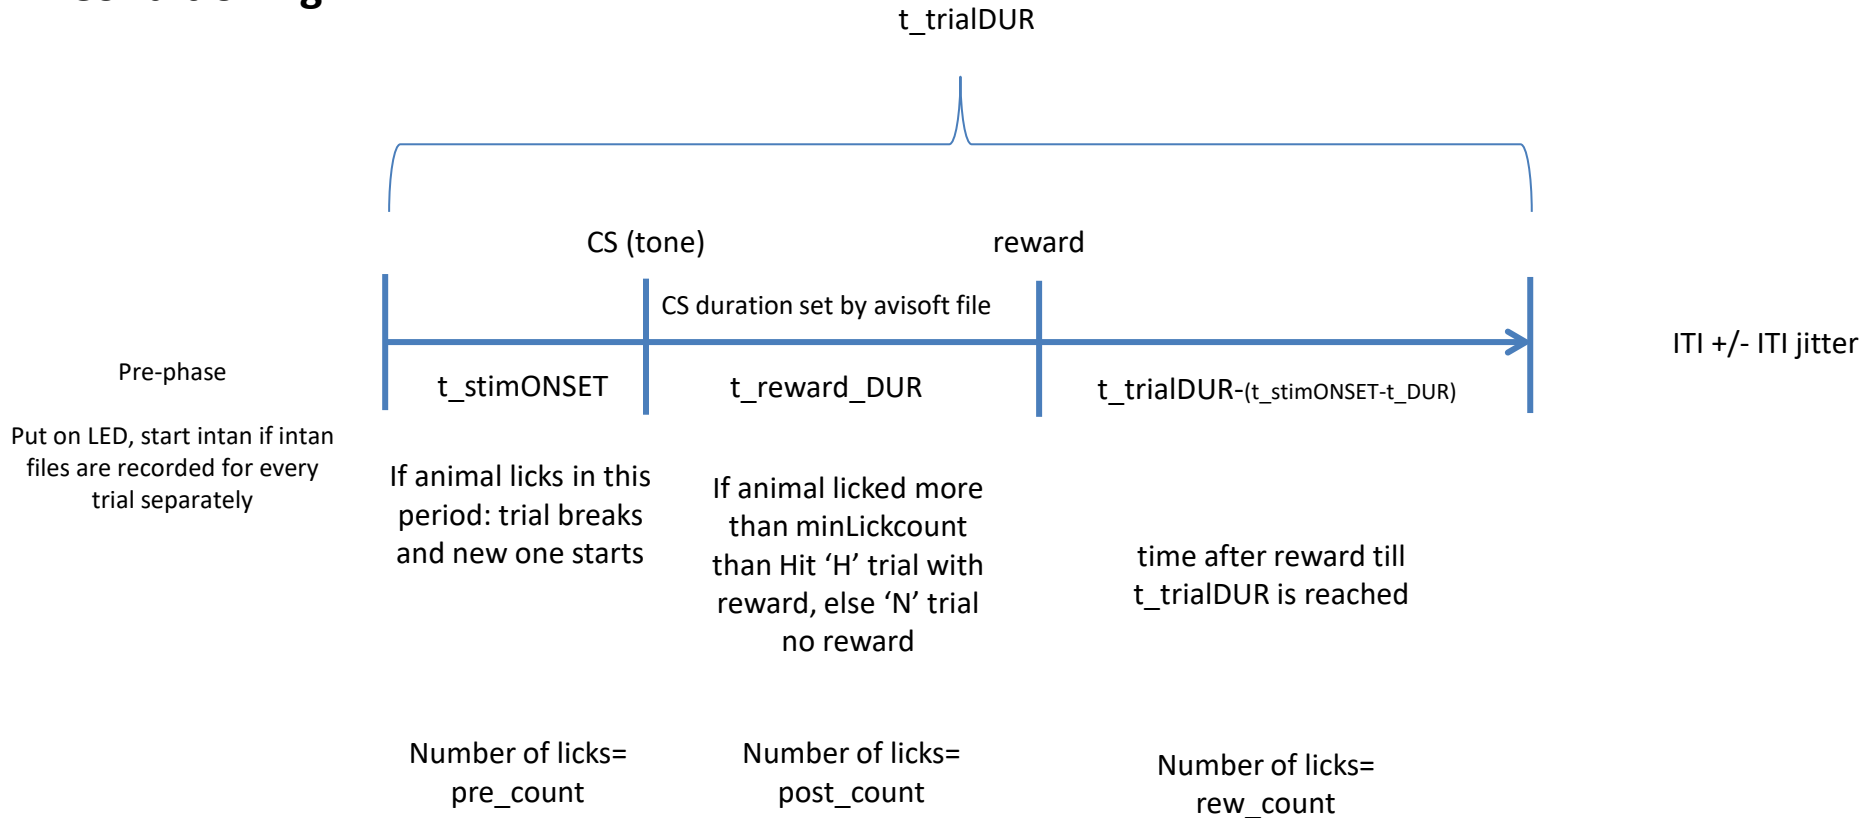 t_trialDUR
CS (tone)
reward
CS duration set by avisoft file
ITI +/- ITI jitter
Pre-phase
t_stimONSET
t_reward_DUR
t_trialDUR-(t_stimONSET-t_DUR)
Put on LED, start intan if intan
files are recorded for every
trial separately
If animal licks in this
period: trial breaks
and new one starts
If animal licked more
than minLickcount
than Hit ‘H’ trial with
reward, else ‘N’ trial
no reward
time after reward till
t_trialDUR is reached
Number of licks=
pre_count
Number of licks=
post_count
Number of licks=
rew_count